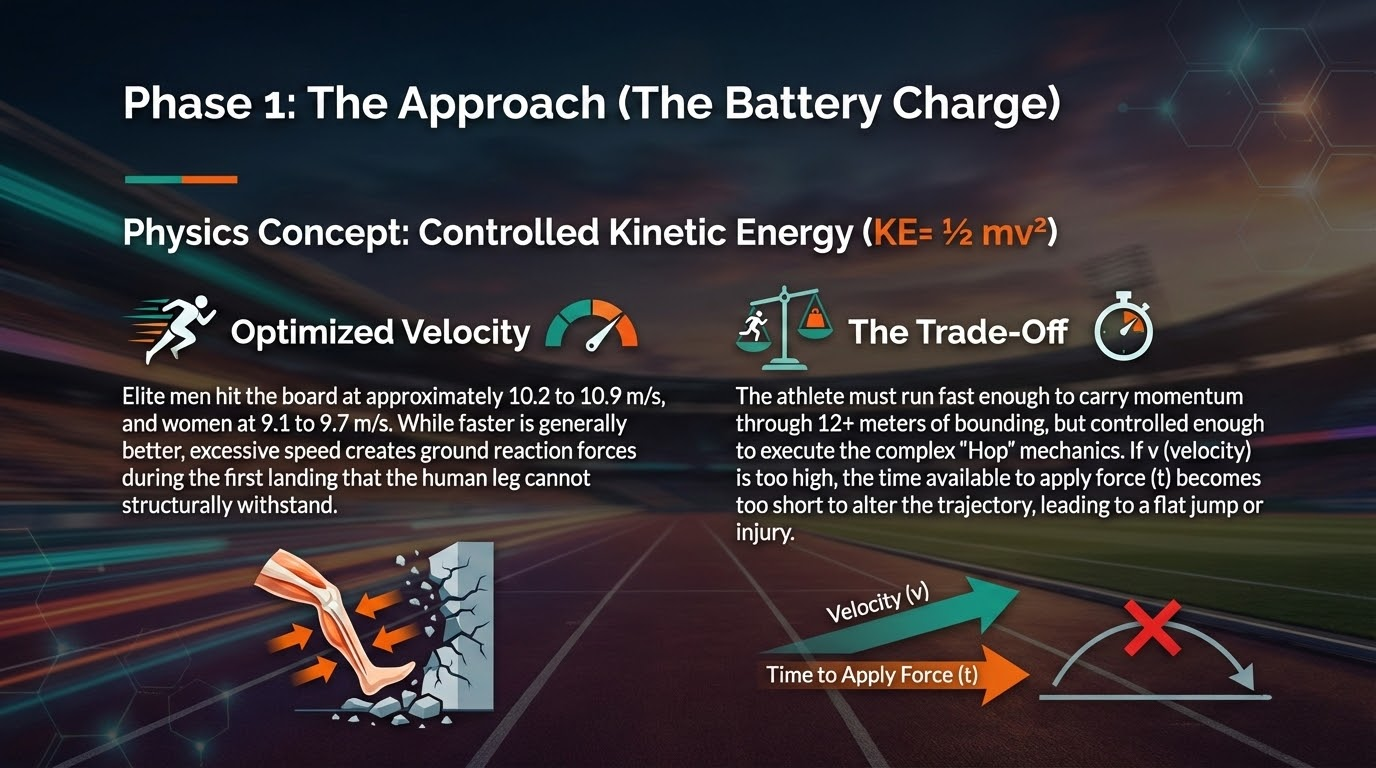 Phase 1: The Approach (The Battery Charge)
Physics Concept: Controlled Kinetic Energy (KE= ½ mv²)
Optimized Velocity
Elite men hit the board at approximately 10.2 to 10.9 m/s,
and women at 9.1 to 9.7 m/s. While faster is generally
better, excessive speed creates ground reaction forces
during the first landing that the human leg cannot
structurally withstand.
The Trade-Off
The athlete must run fast enough to carry momentum
through 12+ meters of bounding, but controlled enough
to execute the complex “Hop” mechanics. If v (velocity)
is too high, the time available to apply force (t) becomes
too short to alter the trajectory, leading to a flat jump or
injury.
Velocity (v)
Time to Apply Force (t)